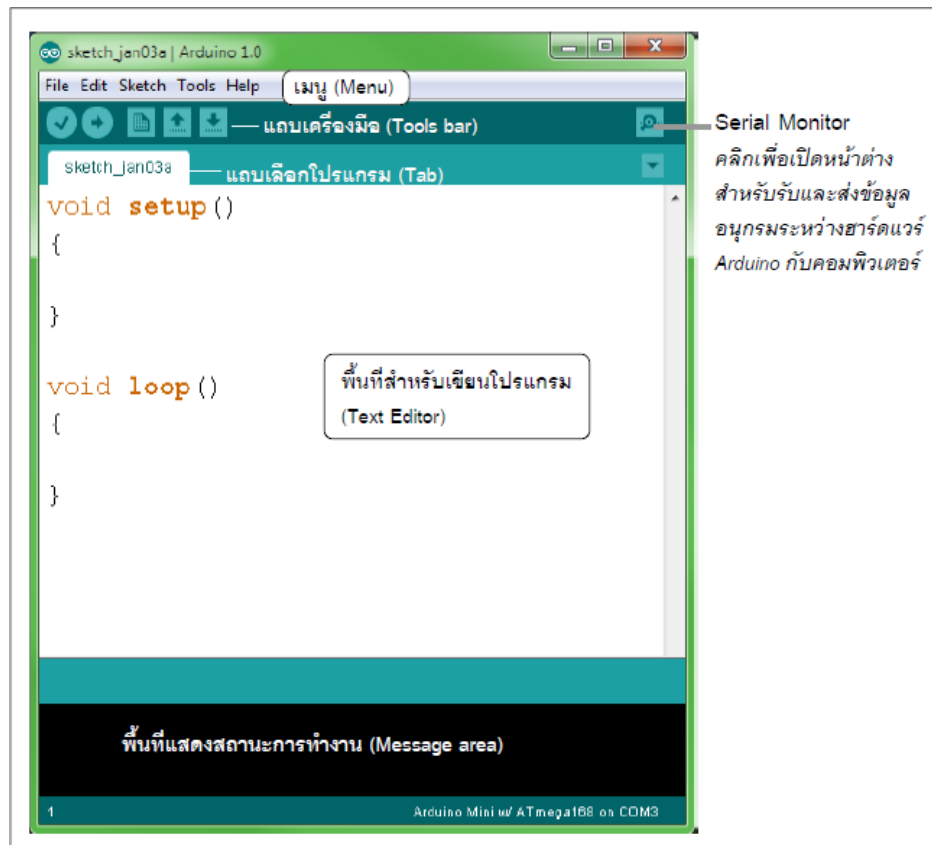 sketch_jan03a | Arduino 1.0
File Edit Sketch Tools Help
เมนู (Menu)
แถบเครื่องมือ (Tools bar)
Serial Monitor
คลิกเพื่อเปิดหน้าต่าง
สำหรับรับและส่งข้อมูล
อนุกรมระหว่างฮาร์ดแวร์
Arduino กับคอมพิวเตอร์
sketch_jan03a
แถบเลือกโปรแกรม (Tab)
void setup()
{
}
void loop()
{
}
พื้นที่สำหรับเขียนโปรแกรม
(Text Editor)
พื้นที่แสดงสถานะการทำงาน (Message area)
1
Arduino Mini w/ ATmega168 on COM3